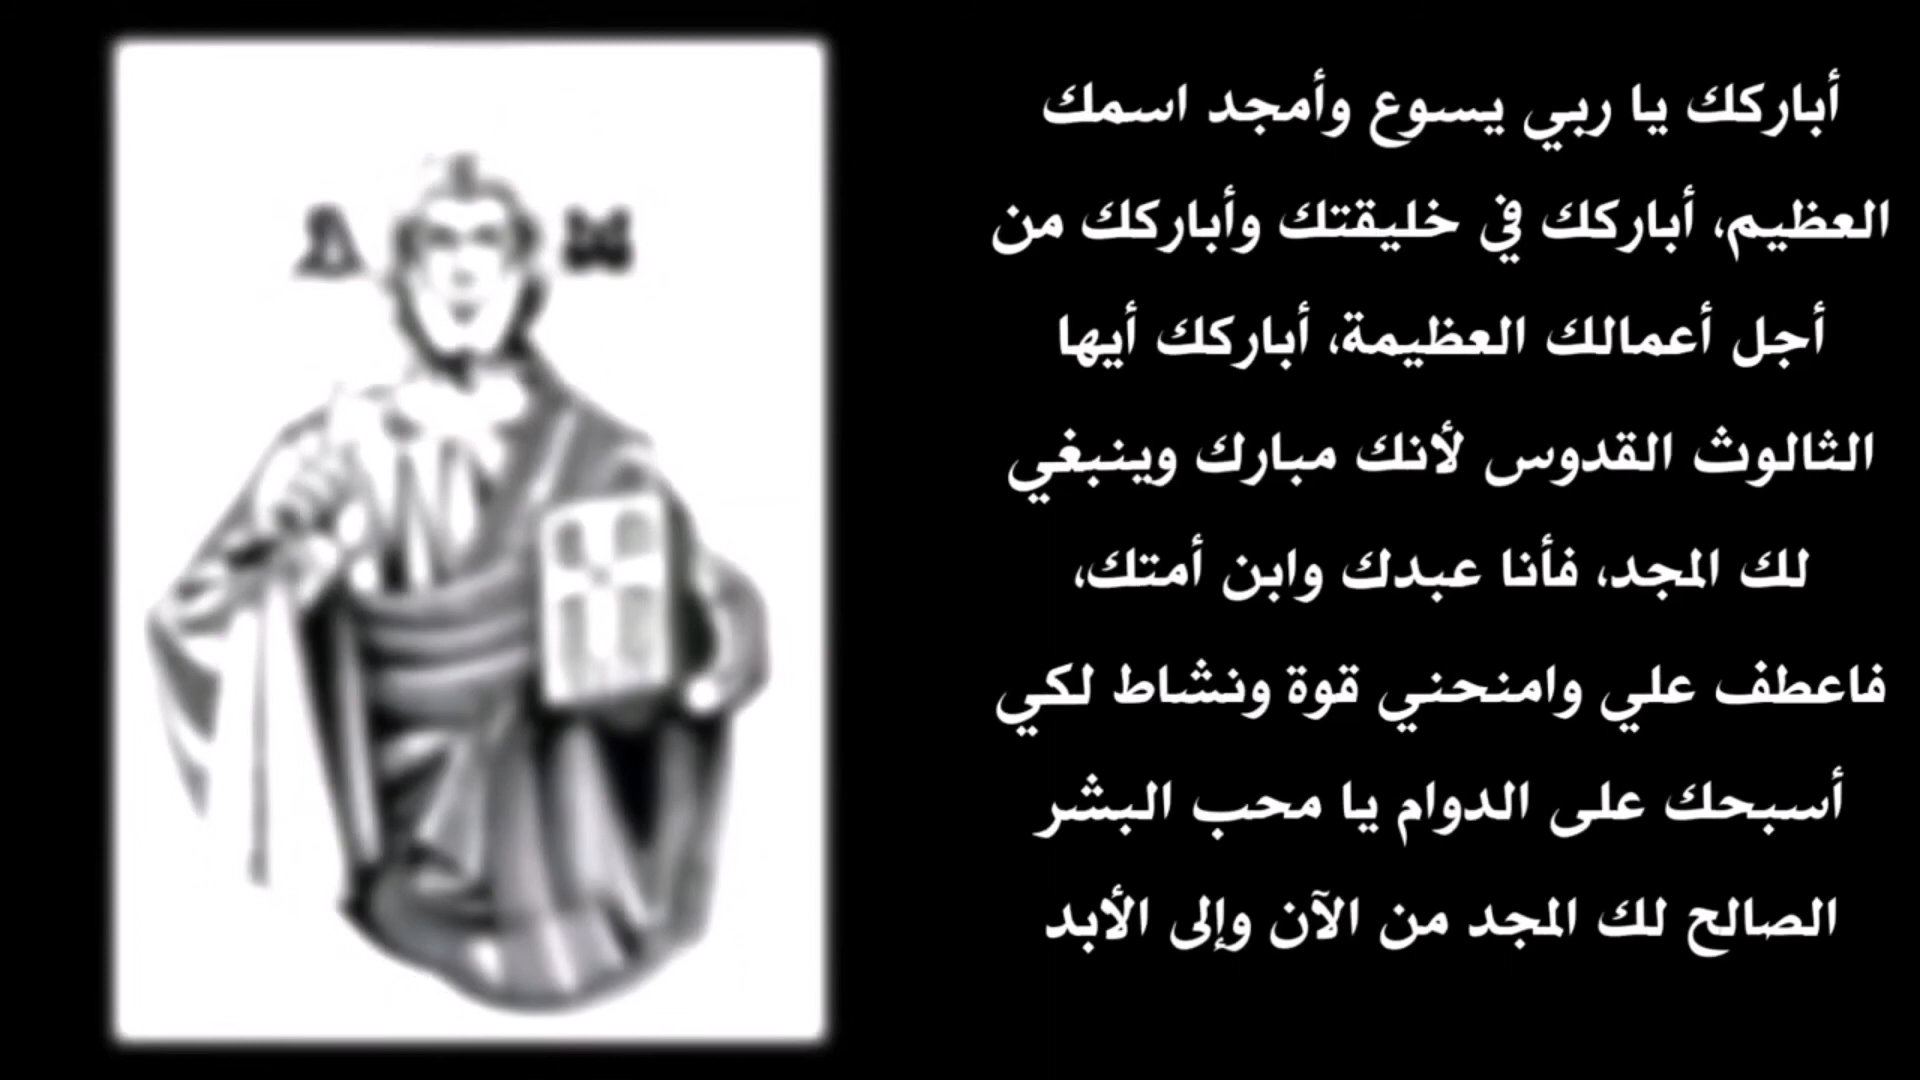 أباركك يا ربي يسوع وأمجد اسمك
العظيم، أباركك في خليقتك وأباركك من
أجل أعمالك العظيمة، أباركك أيها
الثالوث القدوس لأنك مبارك وينبغي
لك المجد، فأنا عبدك وابن أمتك،
فاعطف علي وامنحني قوة ونشاط لكي
أسبحك على الدوام يا محب البشر
الصالح لك المجد من الآن وإلى الأبد